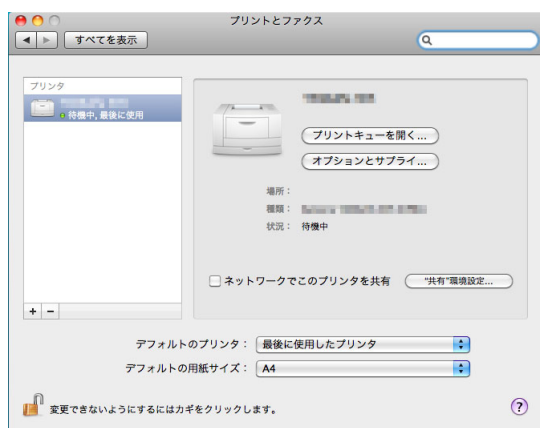 プリントとファクス
すべてを表示
プリンタ
待機中, 最後に使用
プリントキューを開く...
オプションとサプライ...
場所：
種類：
状況： 待機中
ネットワークでこのプリンタを共有
"共有"環境設定...
+ −
デフォルトのプリンタ： 最後に使用したプリンタ
デフォルトの用紙サイズ： A4
変更できないようにするにはカギをクリックします。
?